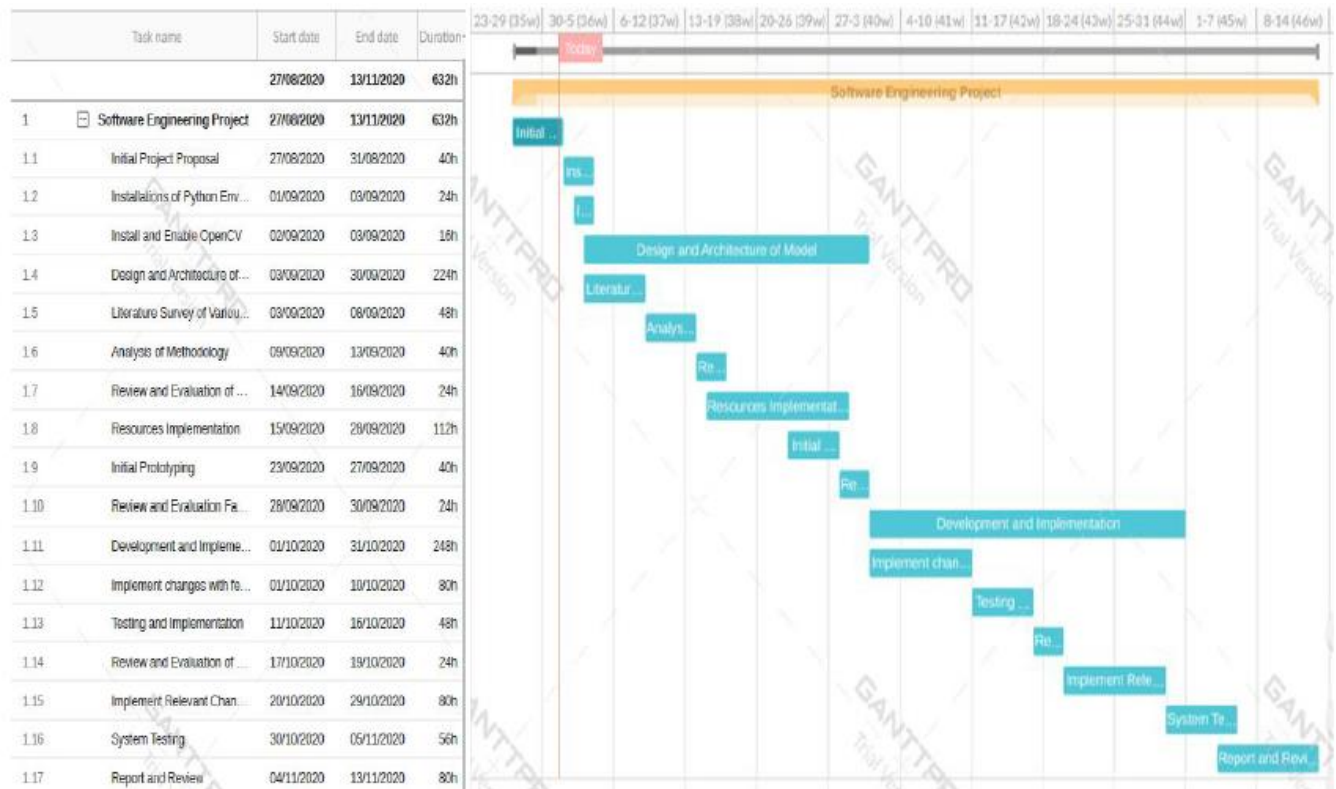 Task name Start date End date Duration 23-29 (35w) 30-5 (36w) 6-12 (37w) 13-19 (38w) 20-26 (39w) 27-3 (40w) 4-10 (41w) 11-17 (42w) 18-24 (43w) 25-31 (44w) 1-7 (45w) 8-14 (46w)
Today
27/08/2020 13/11/2020 632h
Software Engineering Project
1 Software Engineering Project 27/08/2020 13/11/2020 632h
Initial ...
1.1 Initial Project Proposal 27/08/2020 31/08/2020 40h
Ins...
1.2 Installations of Python Env... 01/09/2020 03/09/2020 24h
I...
1.3 Install and Enable OpenCV 02/09/2020 03/09/2020 16h
Design and Architecture of Model
1.4 Design and Architecture of... 03/09/2020 30/09/2020 224h
Literatur...
1.5 Literature Survey of Variou... 03/09/2020 08/09/2020 48h
Analys...
1.6 Analysis of Methodology 09/09/2020 13/09/2020 40h
Re...
1.7 Review and Evaluation of ... 14/09/2020 16/09/2020 24h
Resources Implementat...
1.8 Resources Implementation 15/09/2020 28/09/2020 112h
Initial ...
1.9 Initial Prototyping 23/09/2020 27/09/2020 40h
Re...
1.10 Review and Evaluation Fa... 28/09/2020 30/09/2020 24h
Development and Implementation
1.11 Development and Impleme... 01/10/2020 31/10/2020 248h
Implement chan...
1.12 Implement changes with fe... 01/10/2020 10/10/2020 80h
Testing ...
1.13 Testing and Implementation 11/10/2020 16/10/2020 48h
Re...
1.14 Review and Evaluation of ... 17/10/2020 19/10/2020 24h
Implement Rele...
1.15 Implement Relevant Chan... 20/10/2020 29/10/2020 80h
System Te...
1.16 System Testing 30/10/2020 05/11/2020 56h
Report and Revi...
1.17 Report and Review 04/11/2020 13/11/2020 80h
GANTTPRO
Trial Version
GANTTPRO
Trial Version
GANTTPRO
Trial Version
GANTTPRO
Trial Version